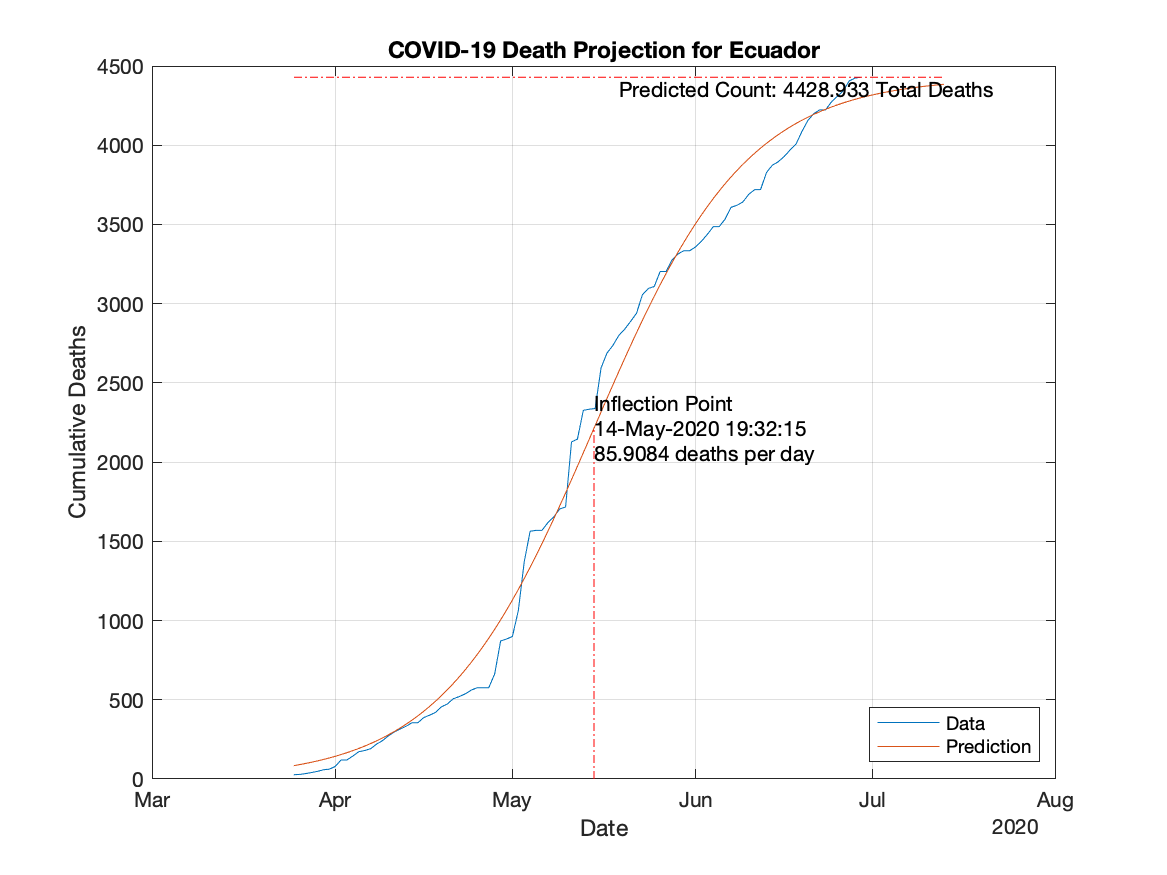 COVID-19 Death Projection for Ecuador
4500
Predicted Count: 4428.933 Total Deaths
4000
3500
3000
2500
Inflection Point
14-May-2020 19:32:15
85.9084 deaths per day
2000
1500
1000
500
0
Cumulative Deaths
Data
Prediction
Mar
Apr
May
Jun
Jul
Aug
Date
2020